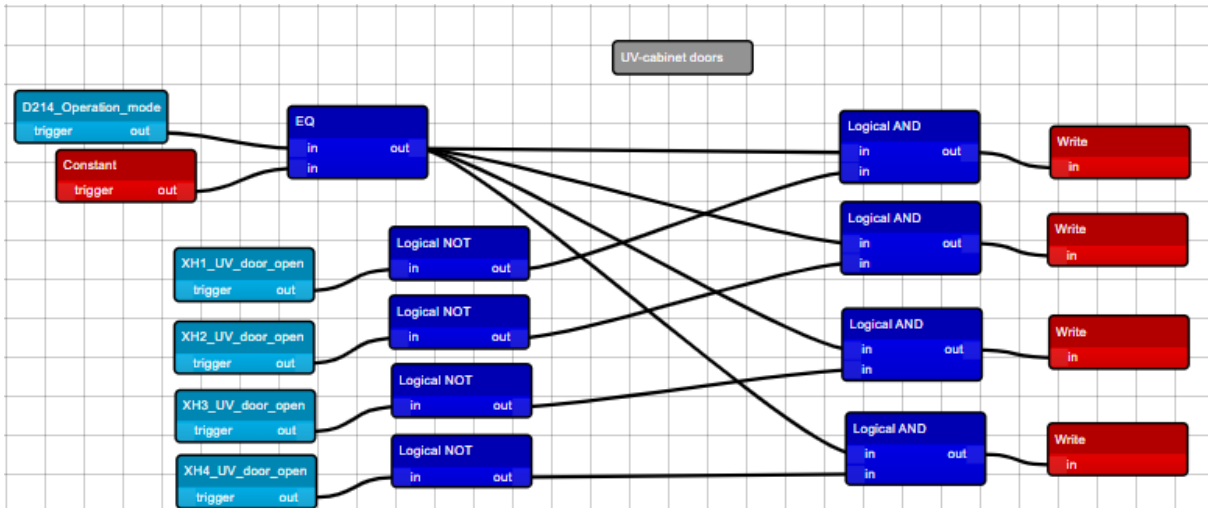 UV-cabinet doors
D214_Operation_mode
trigger out
Constant
trigger out
EQ
in out
in
XH1_UV_door_open
trigger out
Logical NOT
in out
XH2_UV_door_open
trigger out
Logical NOT
in out
XH3_UV_door_open
trigger out
Logical NOT
in out
XH4_UV_door_open
trigger out
Logical NOT
in out
Logical AND
in out
in
Write
in
Logical AND
in out
in
Write
in
Logical AND
in out
in
Write
in
Logical AND
in out
in
Write
in